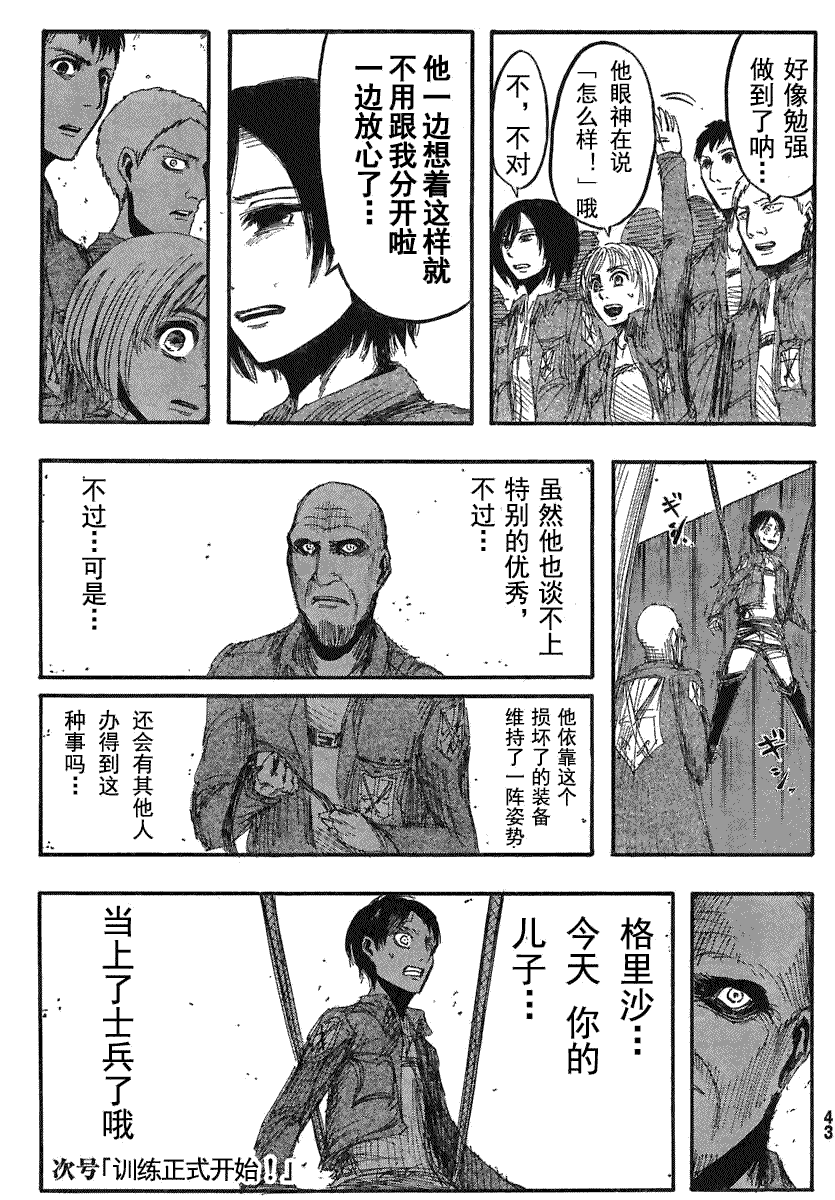 好像勉强
做到了呐…
他眼神在说
「怎么样！」哦
不，不对
他一边想着这样就
不用跟我分开啦
一边放心了…
ギ
シ
ギシ
虽然他也谈不上
特别的优秀，
不过…
不过…可是…
他依靠这个
损坏了的装备
维持了一阵姿势
还会有其他人
办得到这
种事吗…
格里沙…
今天 你的
儿子…
当上了士兵了哦
次号「训练正式开始！」
43